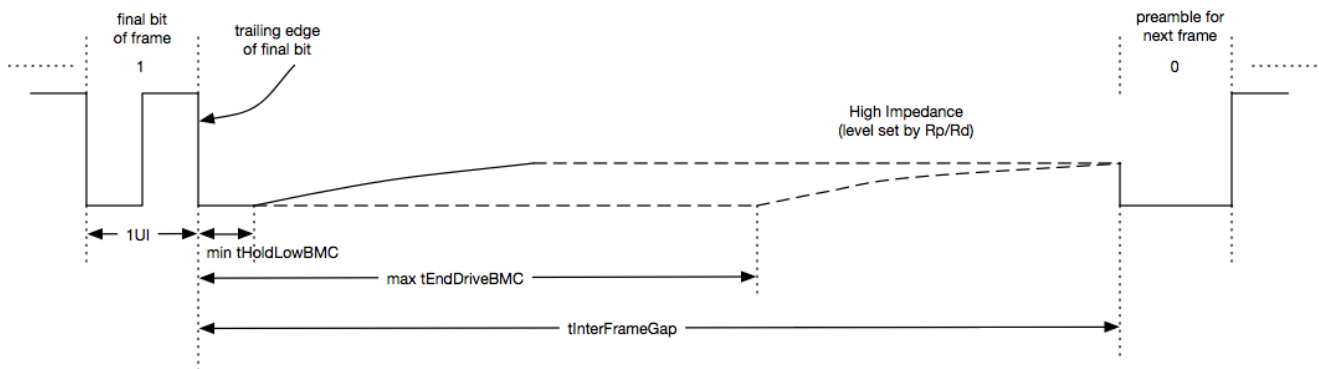 final bit
of frame
1
trailing edge
of final bit
preamble for
next frame
0
High Impedance
(level set by Rp/Rd)
1UI
min tHoldLowBMC
max tEndDriveBMC
tInterFrameGap